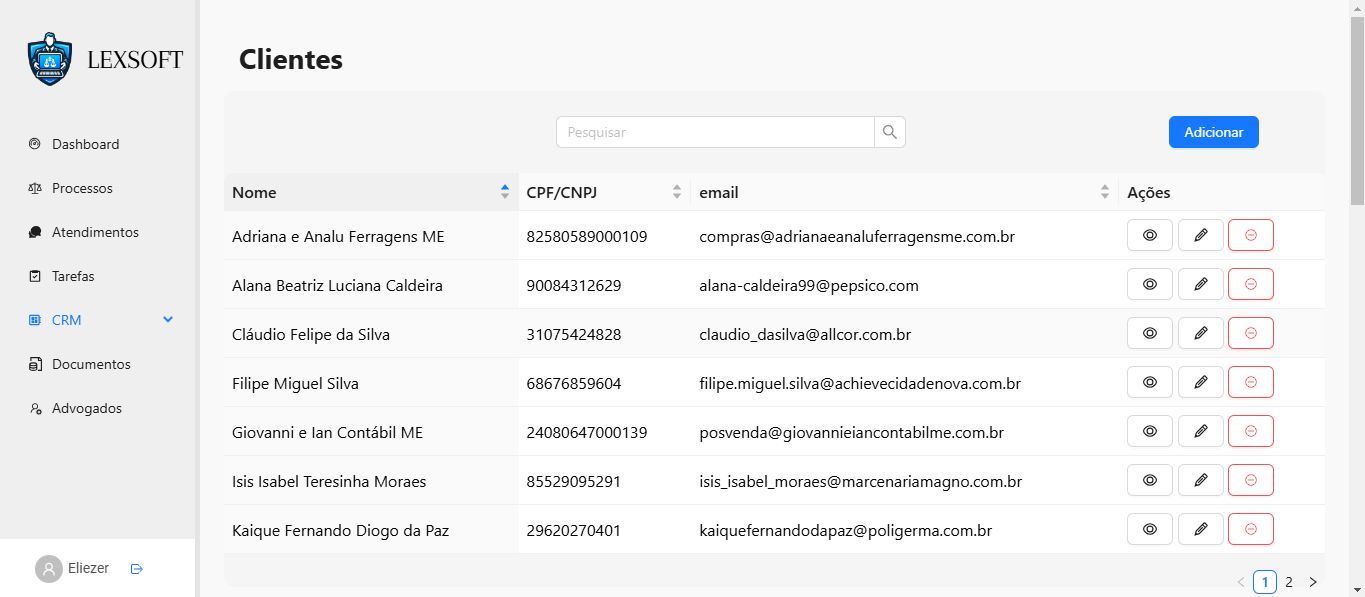 LEXSOFT
Dashboard
Processos
Atendimentos
Tarefas
CRM
Documentos
Advogados
Eliezer
Clientes
Pesquisar
Adicionar
Nome CPF/CNPJ email Ações
Adriana e Analu Ferragens ME 82580589000109 compras@adrianaeanaluferragensme.com.br
Alana Beatriz Luciana Caldeira 90084312629 alana-caldeira99@pepsico.com
Cláudio Felipe da Silva 31075424828 claudio_dasilva@allcor.com.br
Filipe Miguel Silva 68676859604 filipe.miguel.silva@achievecidadenova.com.br
Giovanni e Ian Contábil ME 24080647000139 posvenda@giovannieiancontabilme.com.br
Isis Isabel Teresinha Moraes 85529095291 isis_isabel_moraes@marcenariamagno.com.br
Kaique Fernando Diogo da Paz 29620270401 kaiquefernandodapaz@poligerma.com.br
1 2